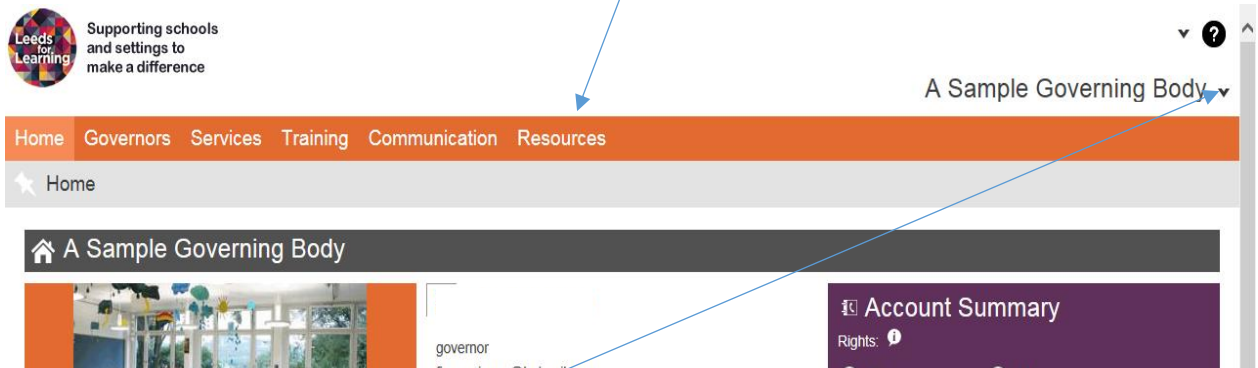 Leeds
for
Learning
Supporting schools
and settings to
make a difference
?
A Sample Governing Body
Home Governors Services Training Communication Resources
Home
A Sample Governing Body
Account Summary
governor
Rights: